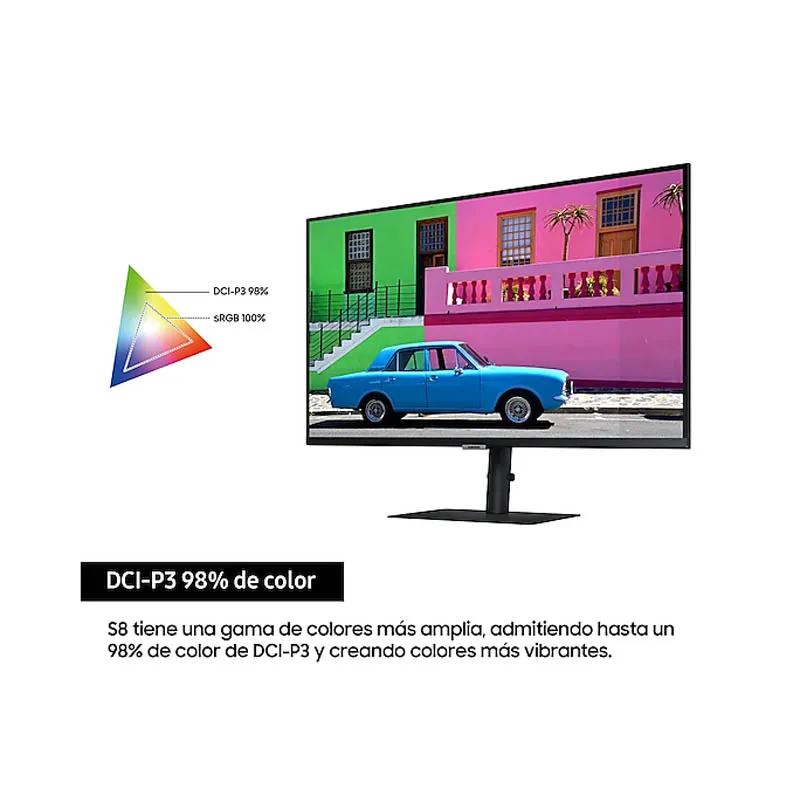 DCI-P3 98%
sRGB 100%
DCI-P3 98% de color
S8 tiene una gama de colores más amplia, admitiendo hasta un
98% de color de DCI-P3 y creando colores más vibrantes.